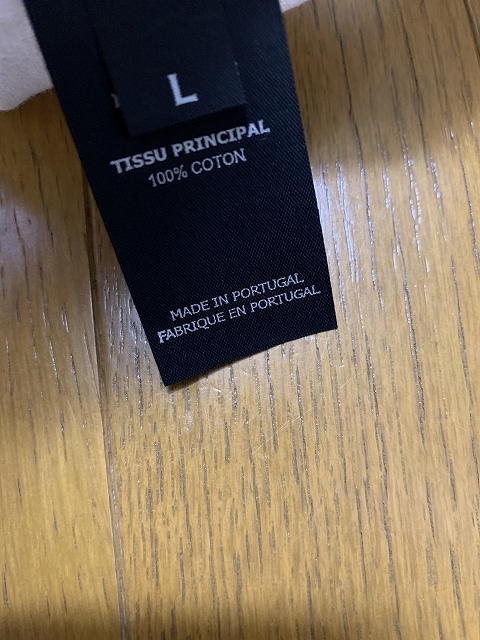 L
TISSU PRINCIPAL
100% COTON
MADE IN PORTUGAL
FABRIQUE EN PORTUGAL